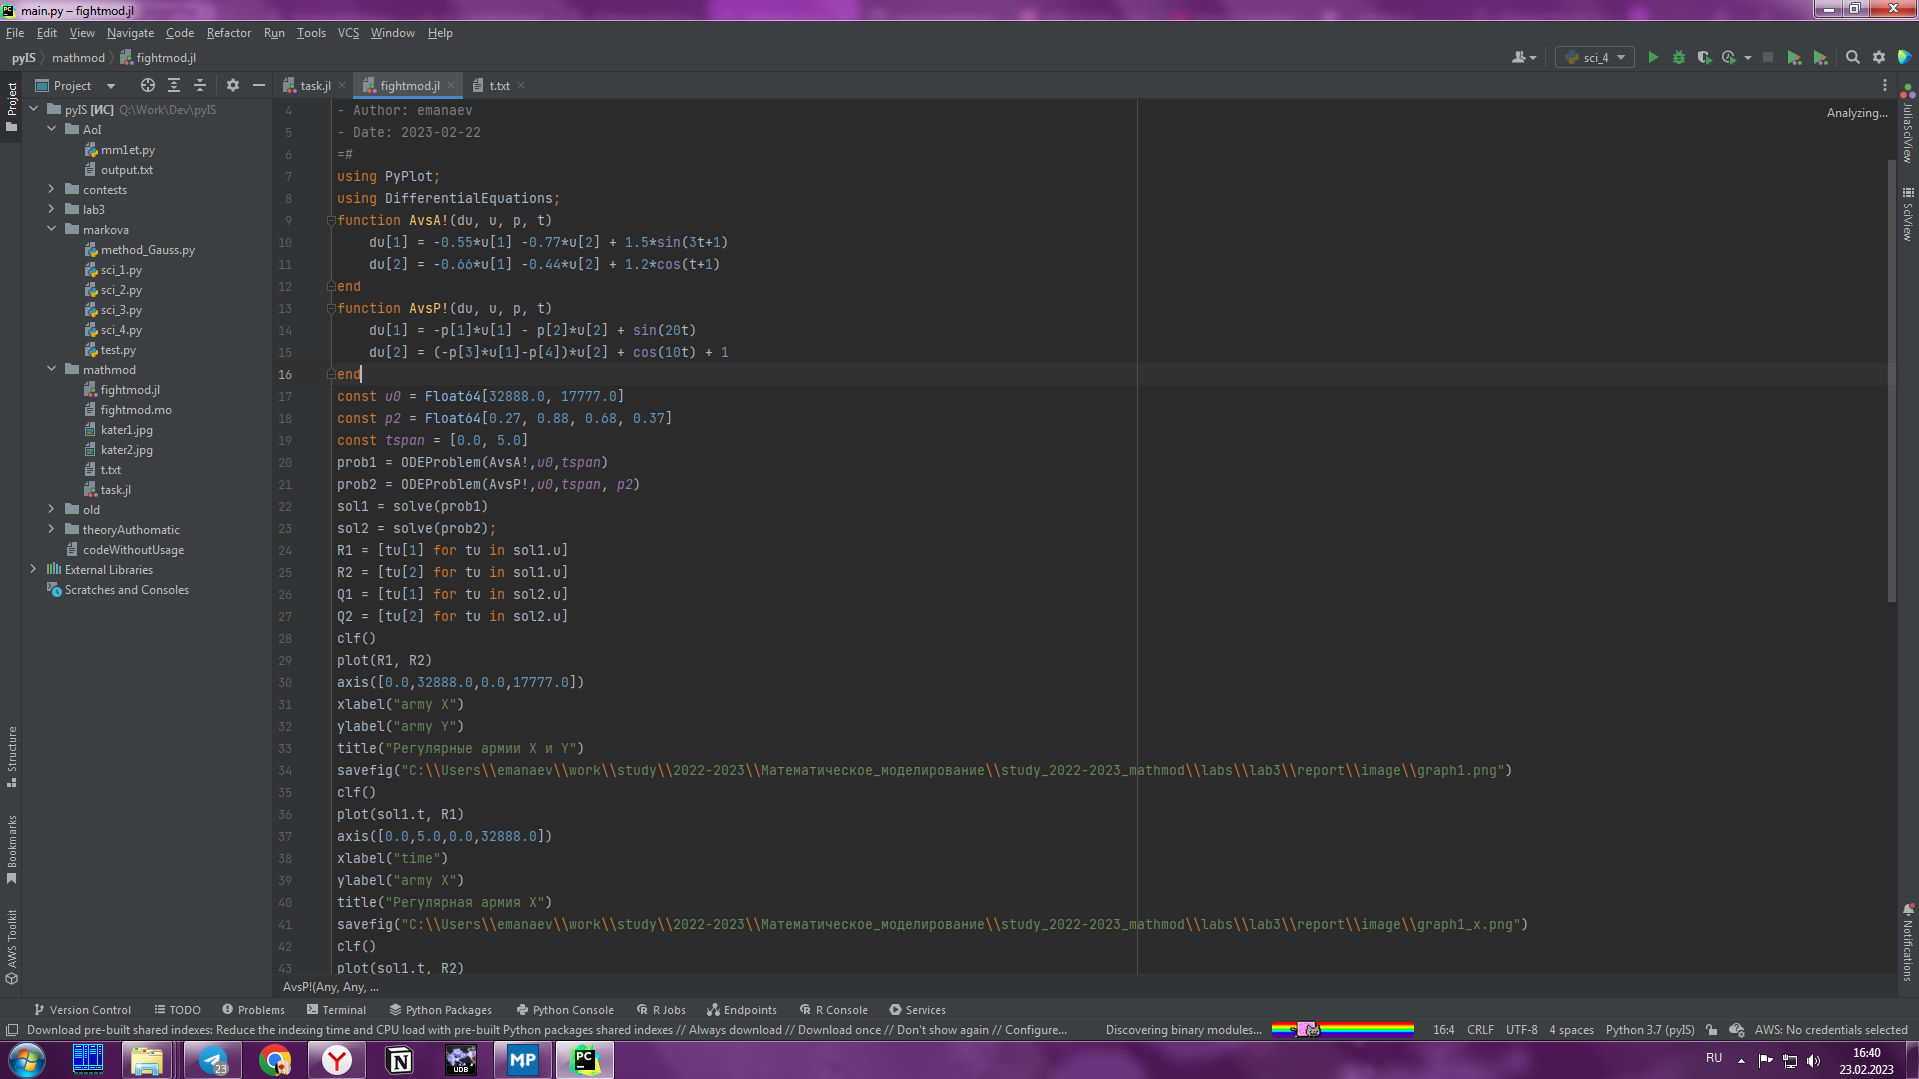 main.py – fightmod.jl
File Edit View Navigate Code Refactor Run Tools VCS Window Help
pyIS mathmod fightmod.jl
sci_4
Project
task.jl fightmod.jl t.txt
Project
pyIS [ИС] Q:\Work\Dev\pyIS
AoI
mm1et.py
output.txt
contests
lab3
markova
method_Gauss.py
sci_1.py
sci_2.py
sci_3.py
sci_4.py
test.py
mathmod
fightmod.jl
fightmod.mo
kater1.jpg
kater2.jpg
t.txt
task.jl
old
theoryAuthomatic
codeWithoutUsage
External Libraries
Scratches and Consoles
Structure
Bookmarks
AWS Toolkit
4 - Author: emanaev
5 - Date: 2023-02-22
6 =#
7 using PyPlot;
8 using DifferentialEquations;
9 function AvsA!(du, u, p, t)
10 du[1] = -0.55*u[1] -0.77*u[2] + 1.5*sin(3t+1)
11 du[2] = -0.66*u[1] -0.44*u[2] + 1.2*cos(t+1)
12 end
13 function AvsP!(du, u, p, t)
14 du[1] = -p[1]*u[1] - p[2]*u[2] + sin(20t)
15 du[2] = (-p[3]*u[1]-p[4])*u[2] + cos(10t) + 1
16 end
17 const u0 = Float64[32888.0, 17777.0]
18 const p2 = Float64[0.27, 0.88, 0.68, 0.37]
19 const tspan = [0.0, 5.0]
20 prob1 = ODEProblem(AvsA!,u0,tspan)
21 prob2 = ODEProblem(AvsP!,u0,tspan, p2)
22 sol1 = solve(prob1)
23 sol2 = solve(prob2);
24 R1 = [tu[1] for tu in sol1.u]
25 R2 = [tu[2] for tu in sol1.u]
26 Q1 = [tu[1] for tu in sol2.u]
27 Q2 = [tu[2] for tu in sol2.u]
28 clf()
29 plot(R1, R2)
30 axis([0.0,32888.0,0.0,17777.0])
31 xlabel("army X")
32 ylabel("army Y")
33 title("Регулярные армии X и Y")
34 savefig("C:\\Users\\emanaev\\work\\study\\2022-2023\\Математическое_моделирование\\study_2022-2023_mathmod\\labs\\lab3\\report\\image\\graph1.png")
35 clf()
36 plot(sol1.t, R1)
37 axis([0.0,5.0,0.0,32888.0])
38 xlabel("time")
39 ylabel("army X")
40 title("Регулярная армия X")
41 savefig("C:\\Users\\emanaev\\work\\study\\2022-2023\\Математическое_моделирование\\study_2022-2023_mathmod\\labs\\lab3\\report\\image\\graph1_x.png")
42 clf()
43 plot(sol1.t, R2)
Analyzing...
JuliaSciView
SciView
Notifications
AvsP!(Any, Any, ...
Version Control TODO Problems Terminal Python Packages Python Console R Jobs Endpoints R Console Services
Download pre-built shared indexes: Reduce the indexing time and CPU load with pre-built Python packages shared indexes // Always download // Download once // Don't show again // Configure...
Discovering binary modules... 16:4 CRLF UTF-8 4 spaces Python 3.7 (pyIS) AWS: No credentials selected
23
UDB
MP
PC
RU
16:40
23.02.2023